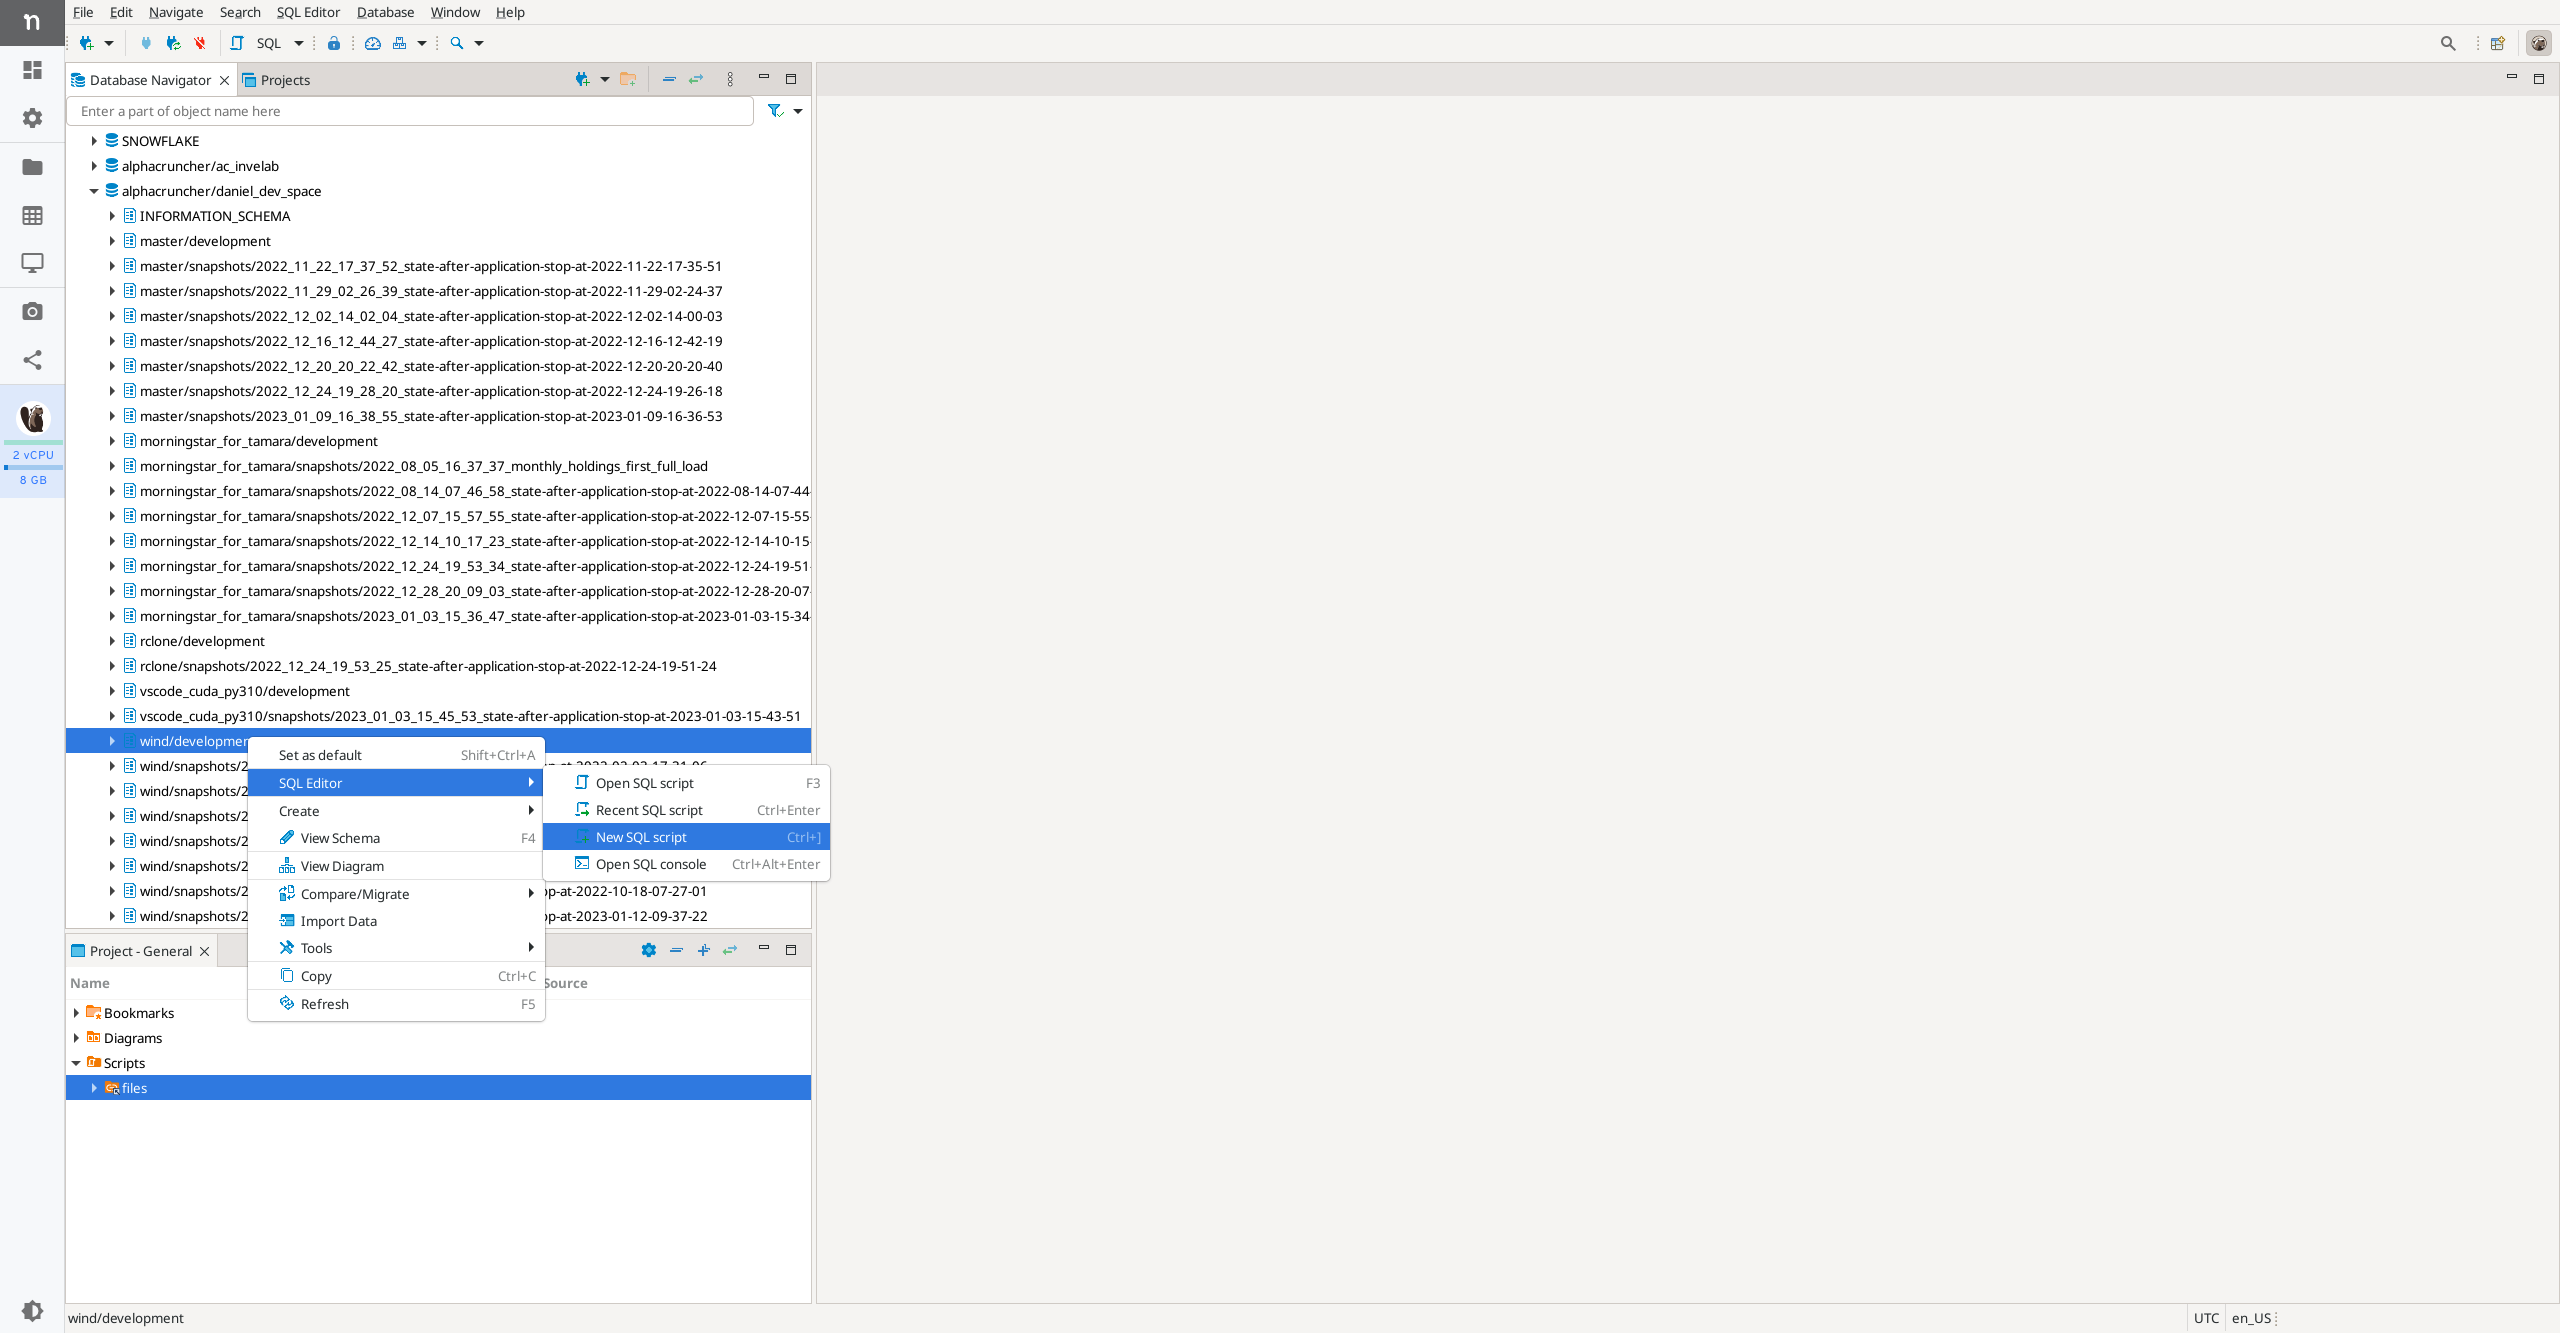 n
File Edit Navigate Search SQL Editor Database Window Help
SQL
Database Navigator
Projects
Enter a part of object name here
SNOWFLAKE
alphacruncher/ac_invelab
alphacruncher/daniel_dev_space
INFORMATION_SCHEMA
master/development
master/snapshots/2022_11_22_17_37_52_state-after-application-stop-at-2022-11-22-17-35-51
master/snapshots/2022_11_29_02_26_39_state-after-application-stop-at-2022-11-29-02-24-37
master/snapshots/2022_12_02_14_02_04_state-after-application-stop-at-2022-12-02-14-00-03
master/snapshots/2022_12_16_12_44_27_state-after-application-stop-at-2022-12-16-12-42-19
master/snapshots/2022_12_20_20_22_42_state-after-application-stop-at-2022-12-20-20-20-40
master/snapshots/2022_12_24_19_28_20_state-after-application-stop-at-2022-12-24-19-26-18
master/snapshots/2023_01_09_16_38_55_state-after-application-stop-at-2023-01-09-16-36-53
morningstar_for_tamara/development
morningstar_for_tamara/snapshots/2022_08_05_16_37_37_monthly_holdings_first_full_load
morningstar_for_tamara/snapshots/2022_08_14_07_46_58_state-after-application-stop-at-2022-08-14-07-44-
morningstar_for_tamara/snapshots/2022_12_07_15_57_55_state-after-application-stop-at-2022-12-07-15-55-
morningstar_for_tamara/snapshots/2022_12_14_10_17_23_state-after-application-stop-at-2022-12-14-10-15-
morningstar_for_tamara/snapshots/2022_12_24_19_53_34_state-after-application-stop-at-2022-12-24-19-51-
morningstar_for_tamara/snapshots/2022_12_28_20_09_03_state-after-application-stop-at-2022-12-28-20-07-
morningstar_for_tamara/snapshots/2023_01_03_15_36_47_state-after-application-stop-at-2023-01-03-15-34-
rclone/development
rclone/snapshots/2022_12_24_19_53_25_state-after-application-stop-at-2022-12-24-19-51-24
vscode_cuda_py310/development
vscode_cuda_py310/snapshots/2023_01_03_15_45_53_state-after-application-stop-at-2023-01-03-15-43-51
wind/developmen
wind/snapshots/2
wind/snapshots/2
wind/snapshots/2
wind/snapshots/2
wind/snapshots/2
wind/snapshots/2 op-at-2022-10-18-07-27-01
wind/snapshots/2 op-at-2023-01-12-09-37-22
Set as default Shift+Ctrl+A
SQL Editor
Create
View Schema F4
View Diagram
Compare/Migrate
Import Data
Tools
Copy Ctrl+C
Refresh F5
Open SQL script F3
Recent SQL script Ctrl+Enter
New SQL script Ctrl+]
Open SQL console Ctrl+Alt+Enter
2 vCPU
8 GB
Project - General
Name Source
Bookmarks
Diagrams
Scripts
files
wind/development
UTC en_US